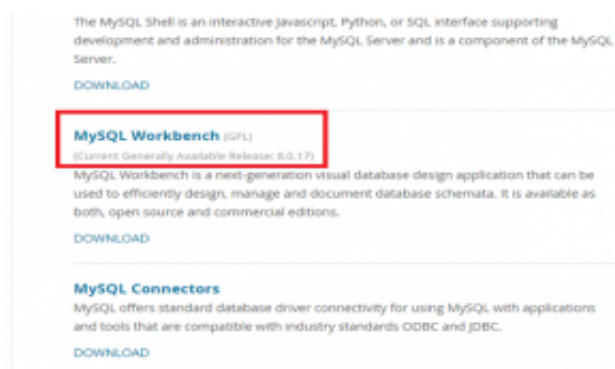 The MySQL Shell is an interactive Javascript, Python, or SQL interface supporting
development and administration for the MySQL Server and is a component of the MySQL
Server.
DOWNLOAD
MySQL Workbench (GPL)
(Current Generally Available Release: 8.0.17)
MySQL Workbench is a next-generation visual database design application that can be
used to efficiently design, manage and document database schemata. It is available as
both, open source and commercial editions.
DOWNLOAD
MySQL Connectors
MySQL offers standard database driver connectivity for using MySQL with applications
and tools that are compatible with industry standards ODBC and JDBC.
DOWNLOAD